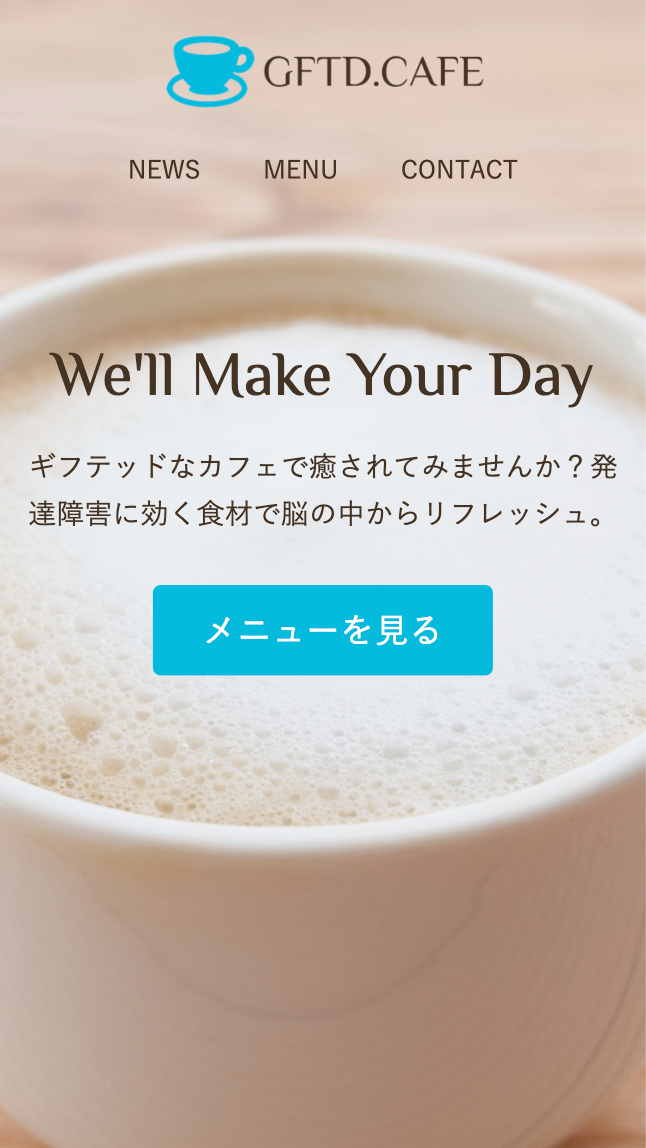 GFTD.CAFE
NEWS MENU CONTACT
We'll Make Your Day
ギフテッドなカフェで癒されてみませんか？発
達障害に効く食材で脳の中からリフレッシュ。
メニューを見る